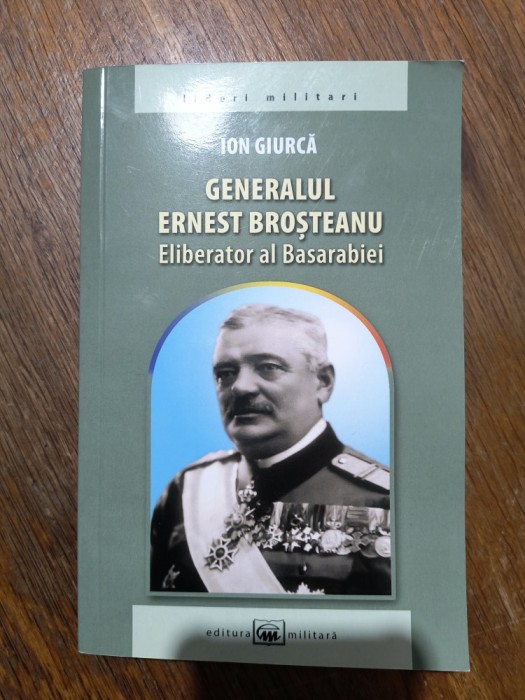 lideri militari
ION GIURCĂ
GENERALUL
ERNEST BROȘTEANU
Eliberator al Basarabiei
editura militară